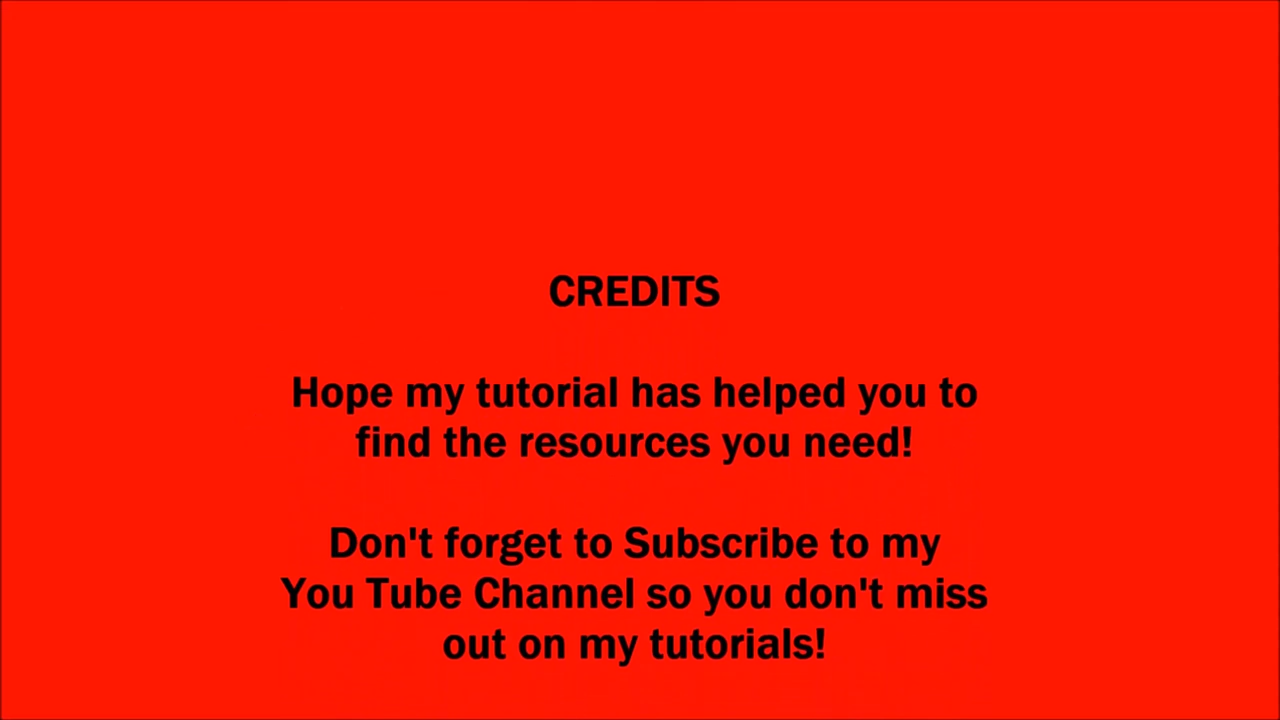 CREDITS
Hope my tutorial has helped you to
find the resources you need!
Don't forget to Subscribe to my
You Tube Channel so you don't miss
out on my tutorials!